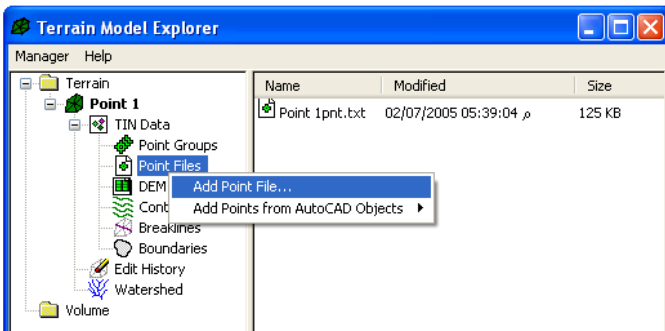 Terrain Model Explorer
Manager Help
Terrain
Point 1
TIN Data
Point Groups
Point Files
DEM
Cont
Breaklines
Boundaries
Edit History
Watershed
Volume
Name Modified Size
Point 1pnt.txt 02/07/2005 05:39:04 م 125 KB
Add Point File...
Add Points from AutoCAD Objects